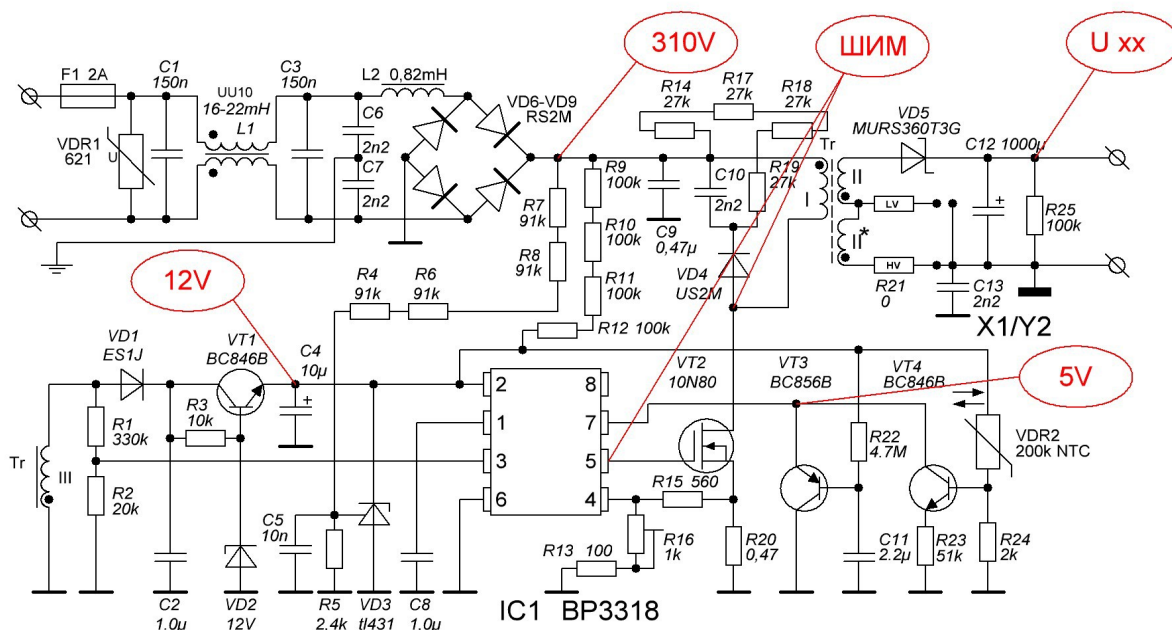 310V
ШИМ
U xx
F1 2A
C1
150n
UU10
16-22mH
L1
C3
150n
L2 0,82mH
VD6-VD9
RS2M
R14
27k
R17
27k
R18
27k
VD5
MURS360T3G
C12 1000µ
VDR1
621
U
C6
2n2
C7
2n2
R9
100k
R7
91k
R10
100k
R8
91k
R11
100k
C10
2n2
R19
27k
C9
0,47µ
Tr
I
II
II*
LV
HV
R21
0
R25
100k
C13
2n2
X1/Y2
12V
R4
91k
R6
91k
R12 100k
VD4
US2M
VD1
ES1J
VT1
BC846B
C4
10µ
VT2
10N80
VT3
BC856B
VT4
BC846B
5V
R1
330k
R3
10k
2
8
1
7
3
5
6
4
R22
4.7M
VDR2
200k NTC
Tr
III
R2
20k
C5
10n
R15 560
R16
1k
R13 100
R20
0,47
C11
2.2µ
R23
51k
R24
2k
C2
1,0µ
VD2
12V
R5
2,4k
VD3
tl431
C8
1,0µ
IC1 BP3318